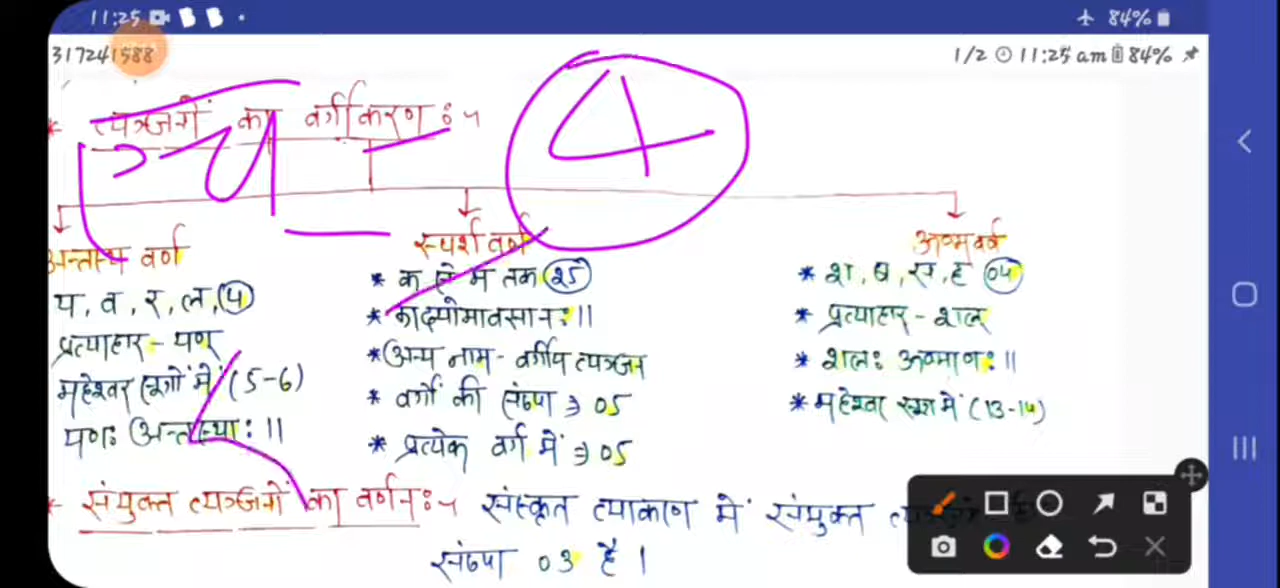 11:25 84%
317241588 1/2 11:25 am 84%
* व्यञ्जनों का वर्गीकरण :-
4
अन्तस्थ वर्ण
य, व, र, ल, (4)
प्रत्याहार - यण्
महेश्वर सूत्रों में (5-6)
यणः अन्तस्थाः ।।
स्पर्श वर्ण
* क से म तक (25)
* कादयोमावसानः ।।
* अन्य नाम - वर्गीय व्यञ्जन
* वर्गों की संख्या ⇒ 05
* प्रत्येक वर्ग में ⇒ 05
ऊष्म वर्ण
* श, ष, स, ह (04)
* प्रत्याहार - शल्
* शलः ऊष्माणः ।।
* महेश्वर सूत्र में (13-14)
* संयुक्त व्यञ्जनों का वर्णन :- संस्कृत व्याकरण में संयुक्त
संख्या 03 है ।